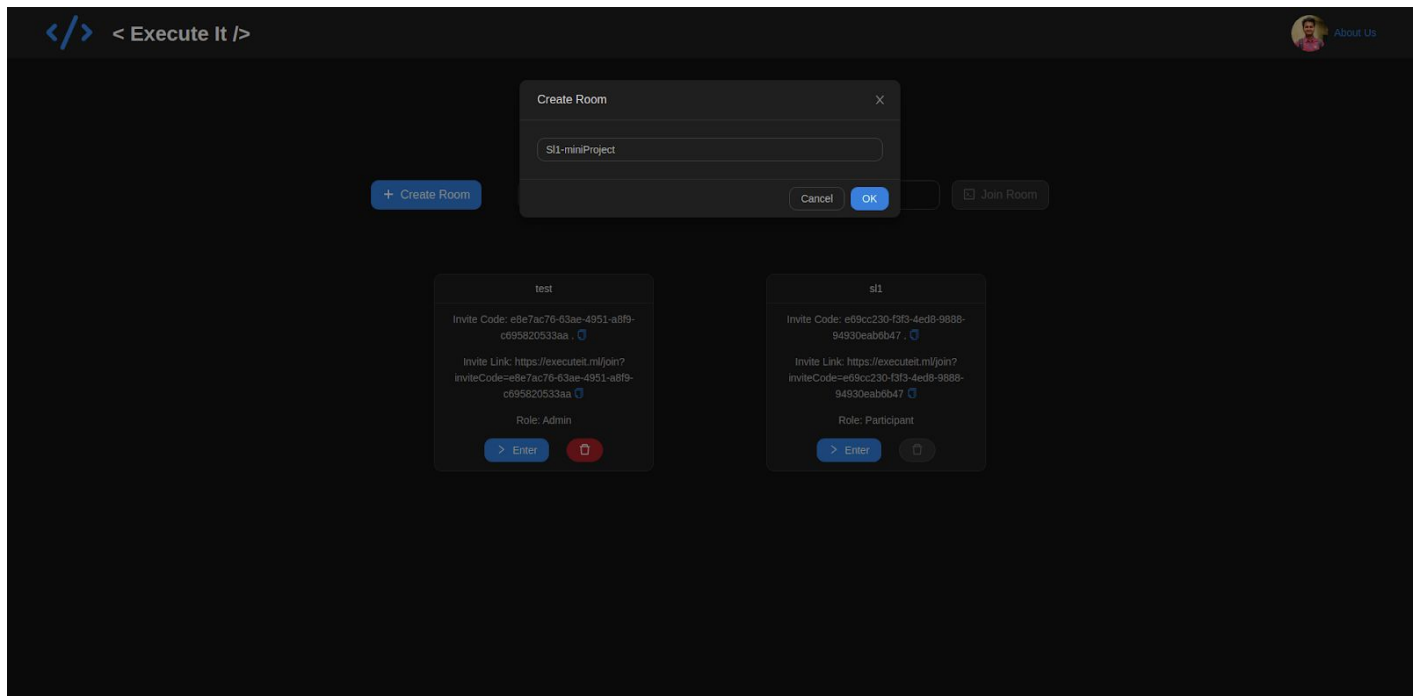 </> < Execute It />
About Us
Create Room
Sl1-miniProject
Cancel
OK
+ Create Room
Join Room
test
Invite Code: e8e7ac76-63ae-4951-a8f9-
c695820533aa .
Invite Link: https://executeit.ml/join?
inviteCode=e8e7ac76-63ae-4951-a8f9-
c695820533aa
Role: Admin
> Enter
sl1
Invite Code: e69cc230-f3f3-4ed8-9888-
94930eab6b47 .
Invite Link: https://executeit.ml/join?
inviteCode=e69cc230-f3f3-4ed8-9888-
94930eab6b47
Role: Participant
> Enter